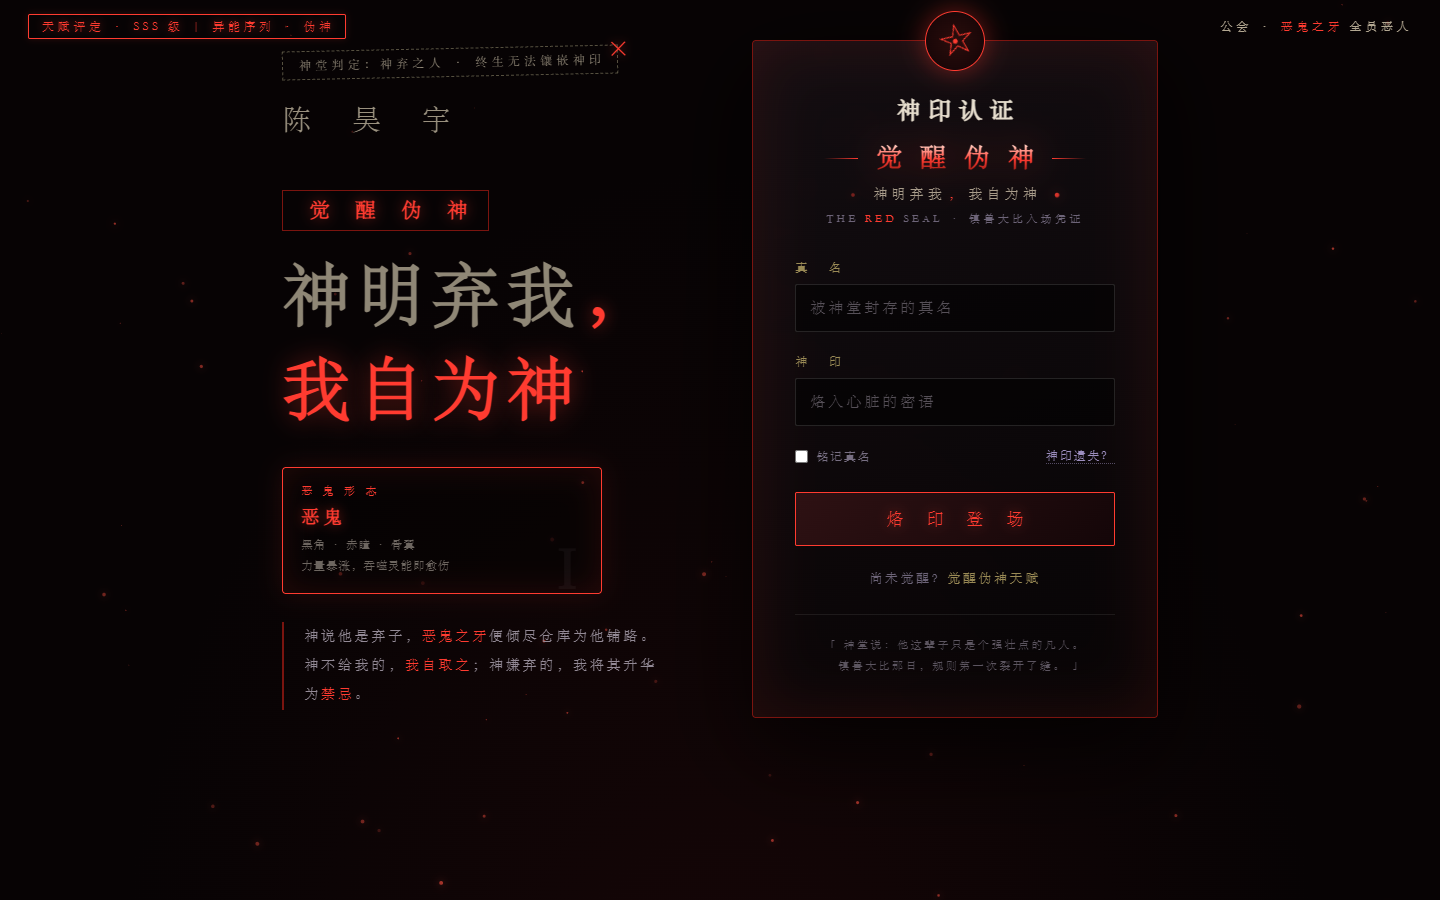 天赋评定 · SSS 级 | 异能序列 · 伪神
公会 · 恶鬼之牙 全员恶人
神堂判定：神弃之人 · 终生无法镶嵌神印
陈昊宇
觉醒伪神
神明弃我，
我自为神
恶鬼形态
恶鬼
黑角 · 赤瞳 · 骨翼
力量暴涨，吞噬灵能即愈伤
I
神说他是弃子，恶鬼之牙便倾尽仓库为他铺路。
神不给我的，我自取之；神嫌弃的，我将其升华
为禁忌。
神印认证
觉醒伪神
神明弃我，我自为神
THE RED SEAL · 镇兽大比入场凭证
真名
被神堂封存的真名
神印
烙入心脏的密语
铭记真名
神印遗失？
烙印登场
尚未觉醒？觉醒伪神天赋
「 神堂说：他这辈子只是个强壮点的凡人。
镇兽大比那日，规则第一次裂开了缝。 」